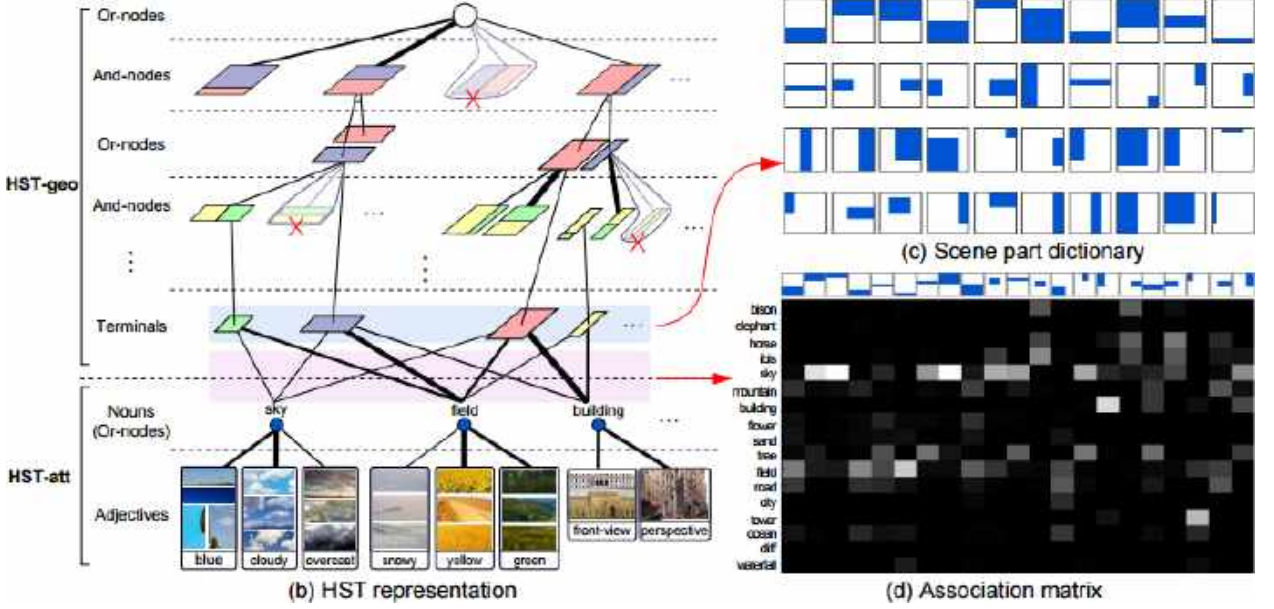 Or-nodes
And-nodes
Or-nodes
HST-geo
And-nodes
Terminals
sky
field
building
Nouns
(Or-nodes)
HST-att
Adjectives
blue
cloudy
overcast
snowy
yellow
green
front-view
perspective
(b) HST representation
(c) Scene part dictionary
bison
elephant
horse
ibis
sky
mountain
building
flower
sand
tree
field
road
city
tower
ocean
cliff
waterfall
(d) Association matrix